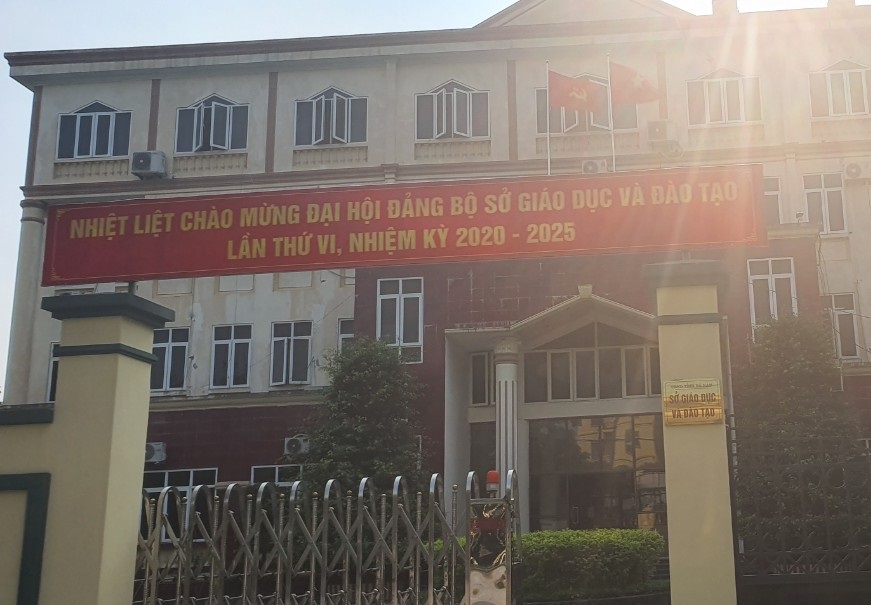 NHIỆT LIỆT CHÀO MỪNG ĐẠI HỘI ĐẢNG BỘ SỞ GIÁO DỤC VÀ ĐÀO TẠO
LẦN THỨ VI, NHIỆM KỲ 2020 - 2025
SỞ GIÁO DỤC
VÀ ĐÀO TẠO